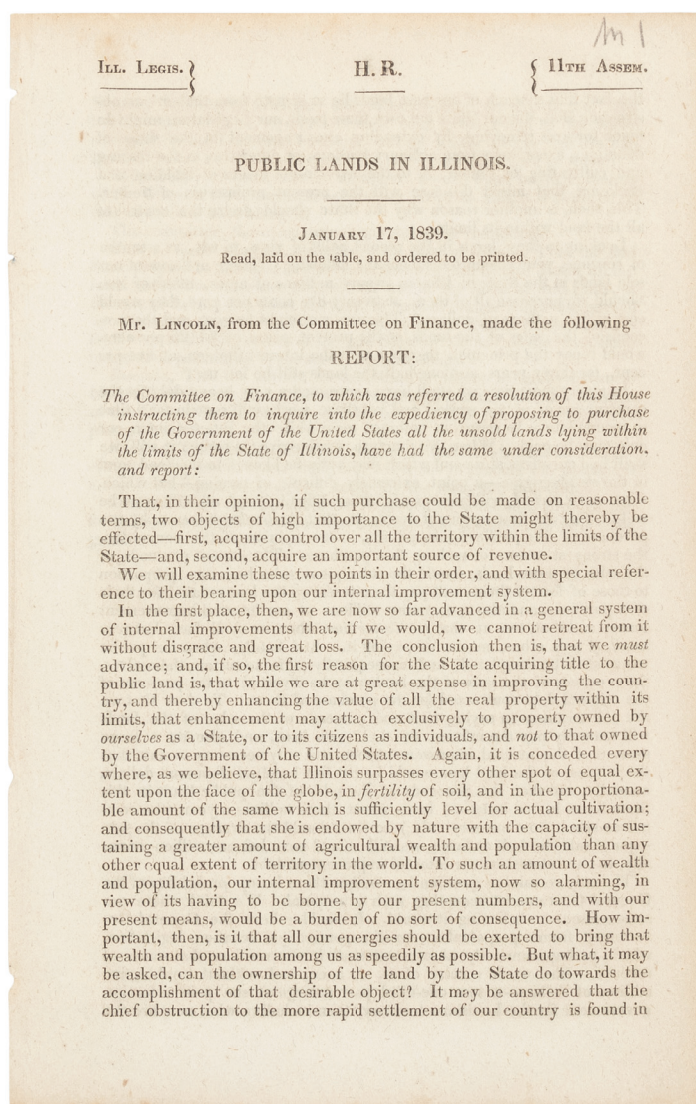 m 1
ILL. LEGIS. } H. R. { 11TH ASSEM.
PUBLIC LANDS IN ILLINOIS.
JANUARY 17, 1839.
Read, laid on the table, and ordered to be printed.
Mr. LINCOLN, from the Committee on Finance, made the following
REPORT:
The Committee on Finance, to which was referred a resolution of this House
instructing them to inquire into the expediency of proposing to purchase
of the Government of the United States all the unsold lands lying within
the limits of the State of Illinois, have had the same under consideration,
and report:
That, in their opinion, if such purchase could be made on reasonable
terms, two objects of high importance to the State might thereby be
effected—first, acquire control over all the territory within the limits of the
State—and, second, acquire an important source of revenue.
We will examine these two points in their order, and with special refer-
ence to their bearing upon our internal improvement system.
In the first place, then, we are now so far advanced in a general system
of internal improvements that, if we would, we cannot retreat from it
without disgrace and great loss. The conclusion then is, that we must
advance; and, if so, the first reason for the State acquiring title to the
public land is, that while we are at great expense in improving the coun-
try, and thereby enhancing the value of all the real property within its
limits, that enhancement may attach exclusively to property owned by
ourselves as a State, or to its citizens as individuals, and not to that owned
by the Government of the United States. Again, it is conceded every
where, as we believe, that Illinois surpasses every other spot of equal ex-
tent upon the face of the globe, in fertility of soil, and in the proportiona-
ble amount of the same which is sufficiently level for actual cultivation;
and consequently that she is endowed by nature with the capacity of sus-
taining a greater amount of agricultural wealth and population than any
other equal extent of territory in the world. To such an amount of wealth
and population, our internal improvement system, now so alarming, in
view of its having to be borne by our present numbers, and with our
present means, would be a burden of no sort of consequence. How im-
portant, then, is it that all our energies should be exerted to bring that
wealth and population among us as speedily as possible. But what, it may
be asked, can the ownership of the land by the State do towards the
accomplishment of that desirable object? It may be answered that the
chief obstruction to the more rapid settlement of our country is found in